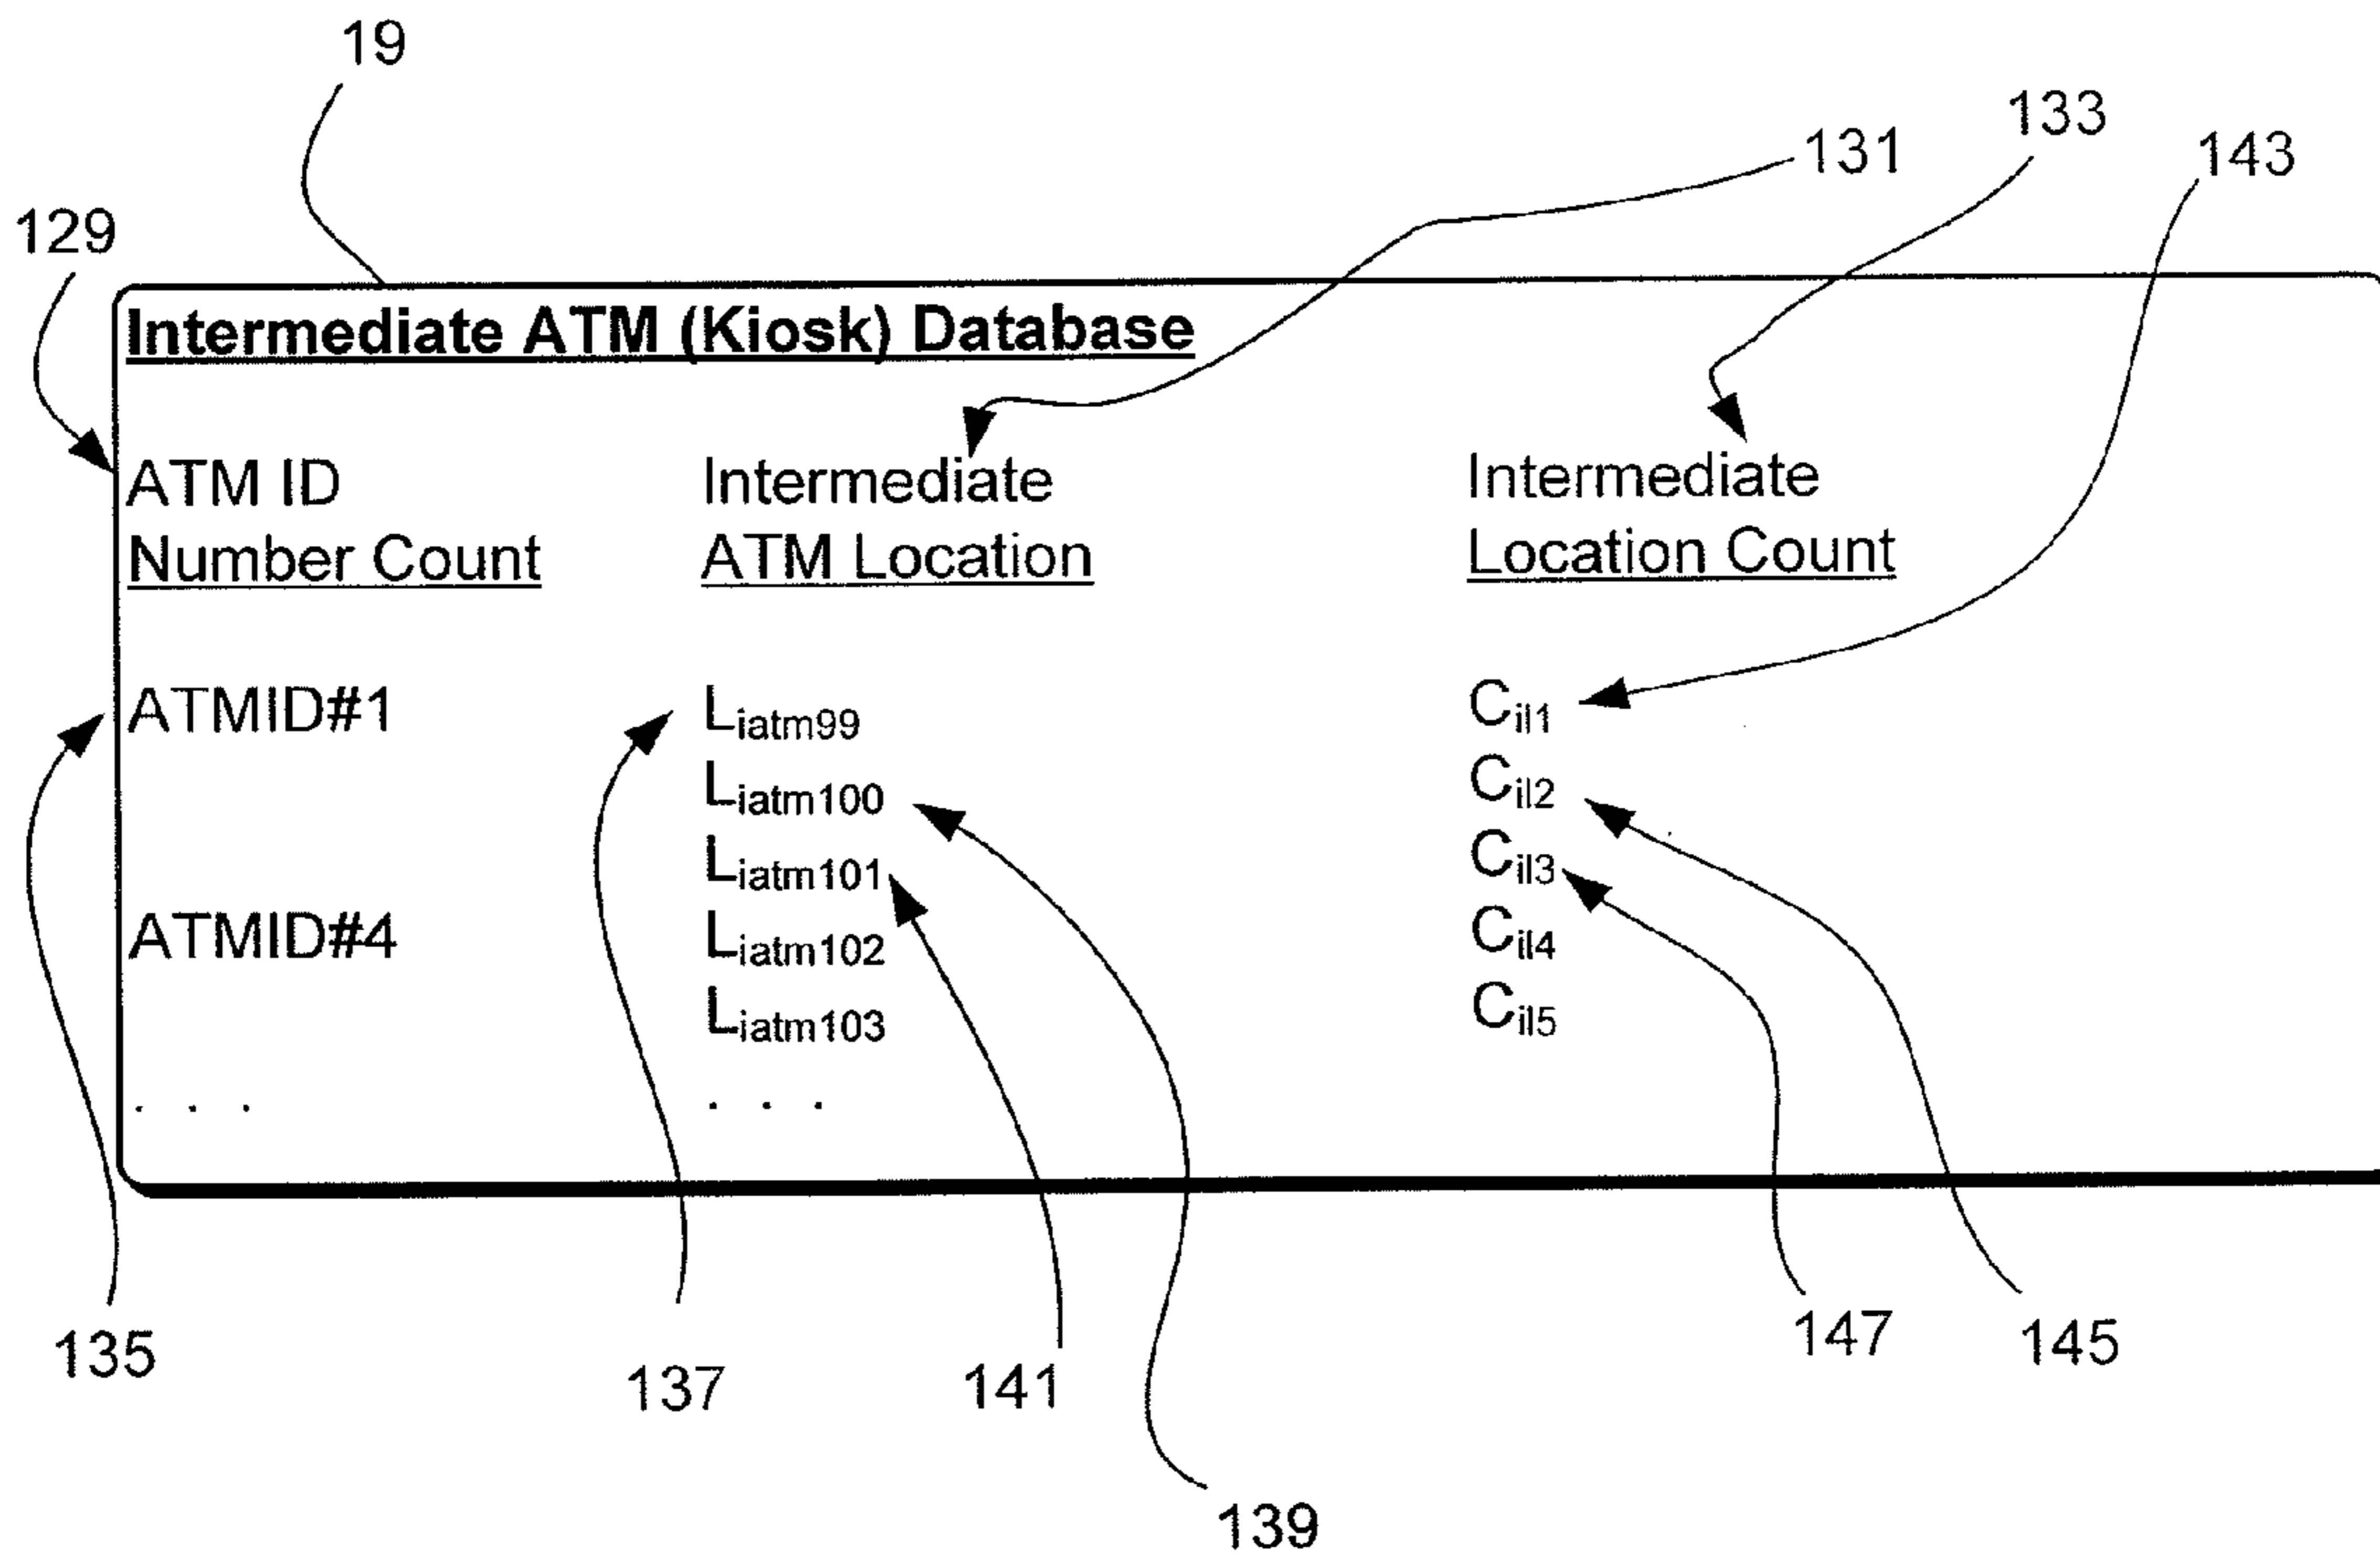 19
133
131
143
129
Intermediate ATM (Kiosk) Database
ATM ID Intermediate Intermediate
Number Count ATM Location Location Count
ATMID#1 Liatm99 Cil1
Liatm100 Cil2
Liatm101 Cil3
ATMID#4 Liatm102 Cil4
Liatm103 Cil5
. . . . . .
135
137
141
147
145
139